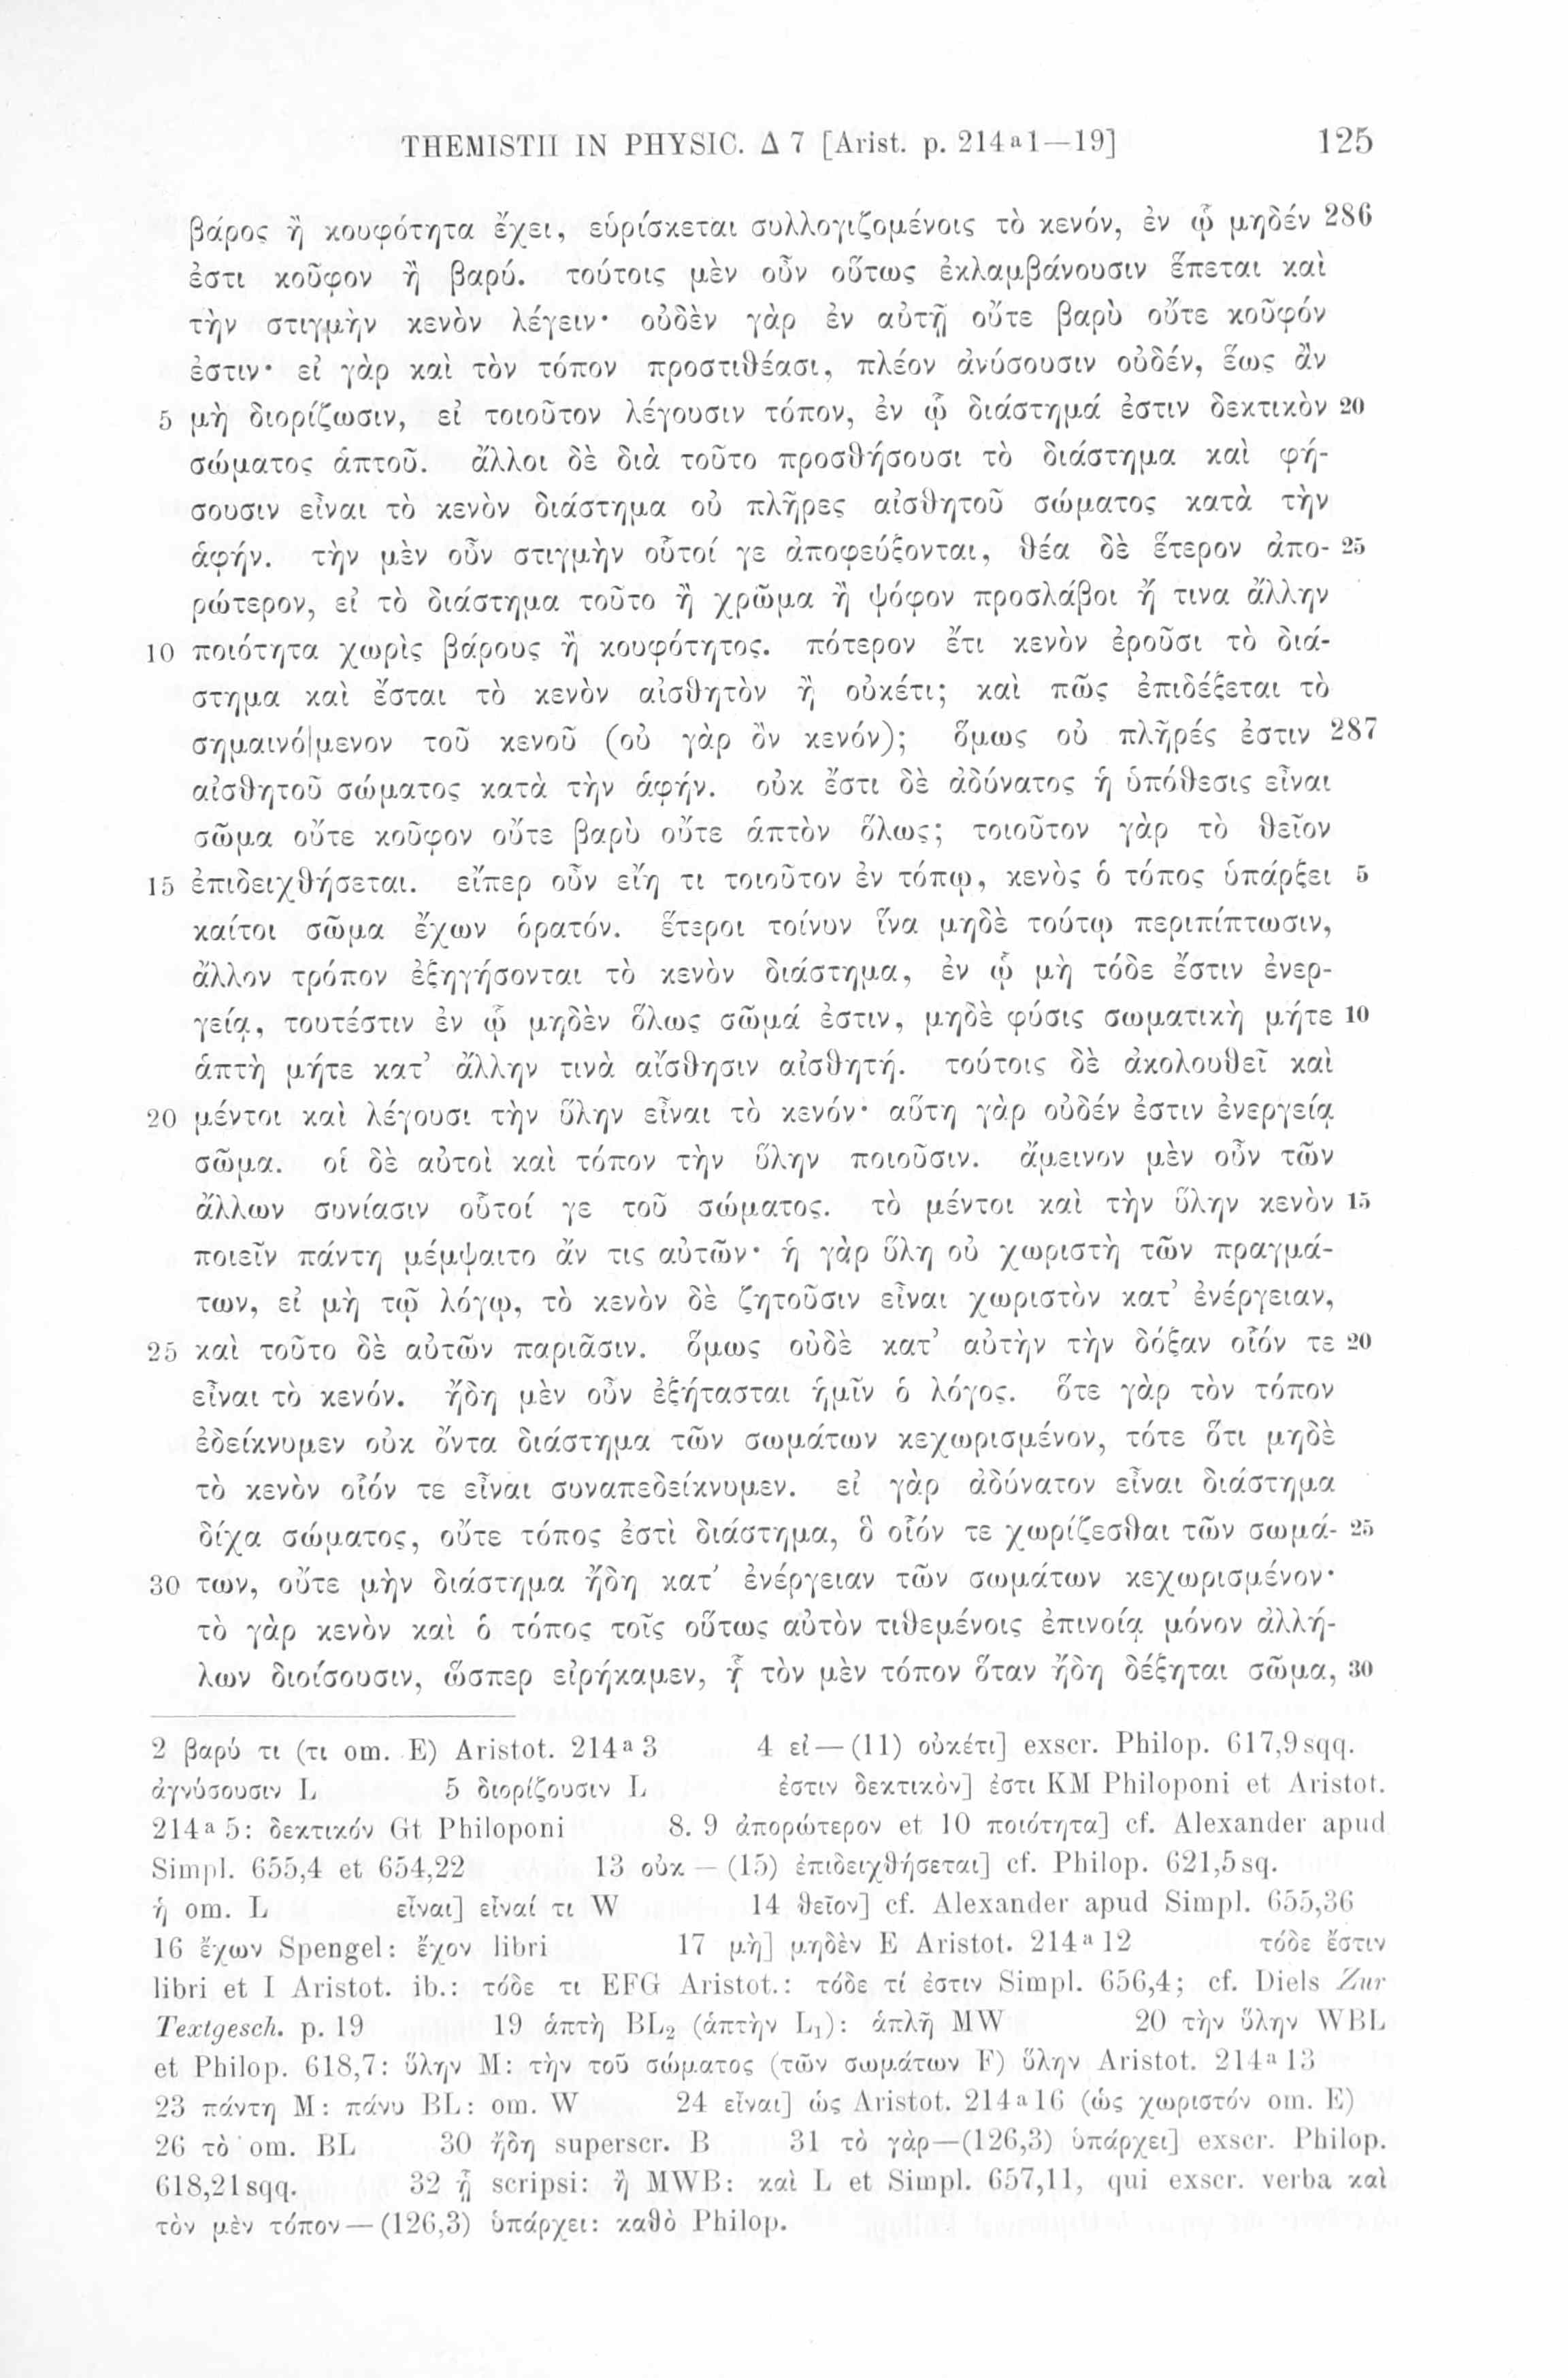 THEMISTII IN PHYSIC. Δ 7 [Arist. p. 214a1—19] 125
βάρος ἢ κουφότητα ἔχει, εὑρίσκεται συλλογιζομένοις τὸ κενόν, ἐν ᾧ μηδέν 286
ἐστι κοῦφον ἢ βαρύ. τούτοις μὲν οὖν οὕτως ἐκλαμβάνουσιν ἕπεται καὶ
τὴν στιγμὴν κενὸν λέγειν· οὐδὲν γὰρ ἐν αὐτῇ οὔτε βαρὺ οὔτε κοῦφόν
ἐστιν· εἰ γὰρ καὶ τὸν τόπον προστιθέασι, πλέον ἀνύσουσιν οὐδέν, ἕως ἂν
5 μὴ διορίζωσιν, εἰ τοιοῦτον λέγουσιν τόπον, ἐν ᾧ διάστημά ἐστιν δεκτικὸν 20
σώματος ἁπτοῦ. ἄλλοι δὲ διὰ τοῦτο προσθήσουσι τὸ διάστημα καὶ φή-
σουσιν εἶναι τὸ κενὸν διάστημα οὐ πλῆρες αἰσθητοῦ σώματος κατὰ τὴν
ἁφήν. τὴν μὲν οὖν στιγμὴν οὗτοί γε ἀποφεύξονται, θέα δὲ ἕτερον ἀπο- 25
ρώτερον, εἰ τὸ διάστημα τοῦτο ἢ χρῶμα ἢ ψόφον προσλάβοι ἤ τινα ἄλλην
10 ποιότητα χωρὶς βάρους ἢ κουφότητος. πότερον ἔτι κενὸν ἐροῦσι τὸ διά-
στημα καὶ ἔσται τὸ κενὸν αἰσθητὸν ἢ οὐκέτι; καὶ πῶς ἐπιδέξεται τὸ
σημαινό|μενον τοῦ κενοῦ (οὐ γὰρ ὂν κενόν); ὅμως οὐ πλῆρές ἐστιν 287
αἰσθητοῦ σώματος κατὰ τὴν ἁφήν. οὐκ ἔστι δὲ ἀδύνατος ἡ ὑπόθεσις εἶναι
σῶμα οὔτε κοῦφον οὔτε βαρὺ οὔτε ἁπτὸν ὅλως; τοιοῦτον γὰρ τὸ θεῖον
15 ἐπιδειχθήσεται. εἴπερ οὖν εἴη τι τοιοῦτον ἐν τόπῳ, κενὸς ὁ τόπος ὑπάρξει 5
καίτοι σῶμα ἔχων ὁρατόν. ἕτεροι τοίνυν ἵνα μηδὲ τούτῳ περιπίπτωσιν,
ἄλλον τρόπον ἐξηγήσονται τὸ κενὸν διάστημα, ἐν ᾧ μὴ τόδε ἔστιν ἐνερ-
γείᾳ, τουτέστιν ἐν ᾧ μηδὲν ὅλως σῶμά ἐστιν, μηδὲ φύσις σωματικὴ μήτε 10
ἁπτὴ μήτε κατ’ ἄλλην τινὰ αἴσθησιν αἰσθητή. τούτοις δὲ ἀκολουθεῖ καὶ
20 μέντοι καὶ λέγουσι τὴν ὕλην εἶναι τὸ κενόν· αὕτη γὰρ οὐδέν ἐστιν ἐνεργείᾳ
σῶμα. οἱ δὲ αὐτοὶ καὶ τόπον τὴν ὕλην ποιοῦσιν. ἄμεινον μὲν οὖν τῶν
ἄλλων συνίασιν οὗτοί γε τοῦ σώματος. τὸ μέντοι καὶ τὴν ὕλην κενὸν 15
ποιεῖν πάντη μέμψαιτο ἄν τις αὐτῶν· ἡ γὰρ ὕλη οὐ χωριστὴ τῶν πραγμά-
των, εἰ μὴ τῷ λόγῳ, τὸ κενὸν δὲ ζητοῦσιν εἶναι χωριστὸν κατ’ ἐνέργειαν,
25 καὶ τοῦτο δὲ αὐτῶν παριᾶσιν. ὅμως οὐδὲ κατ’ αὐτὴν τὴν δόξαν οἷόν τε 20
εἶναι τὸ κενόν. ἤδη μὲν οὖν ἐξήτασται ἡμῖν ὁ λόγος. ὅτε γὰρ τὸν τόπον
ἐδείκνυμεν οὐκ ὄντα διάστημα τῶν σωμάτων κεχωρισμένον, τότε ὅτι μηδὲ
τὸ κενὸν οἷόν τε εἶναι συναπεδείκνυμεν. εἰ γὰρ ἀδύνατον εἶναι διάστημα
δίχα σώματος, οὔτε τόπος ἐστὶ διάστημα, ὃ οἷόν τε χωρίζεσθαι τῶν σωμά- 25
30 των, οὔτε μὴν διάστημα ἤδη κατ’ ἐνέργειαν τῶν σωμάτων κεχωρισμένον·
τὸ γὰρ κενὸν καὶ ὁ τόπος τοῖς οὕτως αὐτὸν τιθεμένοις ἐπινοίᾳ μόνον ἀλλή-
λων διοίσουσιν, ὥσπερ εἰρήκαμεν, ᾗ τὸν μὲν τόπον ὅταν ἤδη δέξηται σῶμα, 30
2 βαρύ τι (τι om. E) Aristot. 214a3 4 εἰ—(11) οὐκέτι] exscr. Philop. 617,9sqq.
ἀγνύσουσιν L 5 διορίζουσιν L ἐστιν δεκτικὸν] ἐστι KM Philoponi et Aristot.
214a5: δεκτικόν Gt Philoponi 8. 9 ἀπορώτερον et 10 ποιότητα] cf. Alexander apud
Simpl. 655,4 et 654,22 13 οὐκ—(15) ἐπιδειχθήσεται] cf. Philop. 621,5sq.
ἡ om. L εἶναι] εἶναί τι W 14 θεῖον] cf. Alexander apud Simpl. 655,36
16 ἔχων Spengel: ἔχον libri 17 μὴ] μηδὲν E Aristot. 214a12 τόδε ἔστιν
libri et I Aristot. ib.: τόδε τι EFG Aristot.: τόδε τί ἐστιν Simpl. 656,4; cf. Diels Zur
Textgesch. p. 19 19 ἁπτὴ BL2 (ἁπτὴν L1): ἁπλῆ MW 20 τὴν ὕλην WBL
et Philop. 618,7: ὕλην M: τὴν τοῦ σώματος (τῶν σωμάτων F) ὕλην Aristot. 214a13
23 πάντη M: πάνυ BL: om. W 24 εἶναι] ὡς Aristot. 214a16 (ὡς χωριστόν om. E)
26 τὸ om. BL 30 ἤδη superscr. B 31 τὸ γὰρ—(126,3) ὑπάρχει] exscr. Philop.
618,21sqq. 32 ᾗ scripsi: ἢ MWB: καὶ L et Simpl. 657,11, qui exscr. verba καὶ
τὸν μὲν τόπον—(126,3) ὑπάρχει: καθὸ Philop.